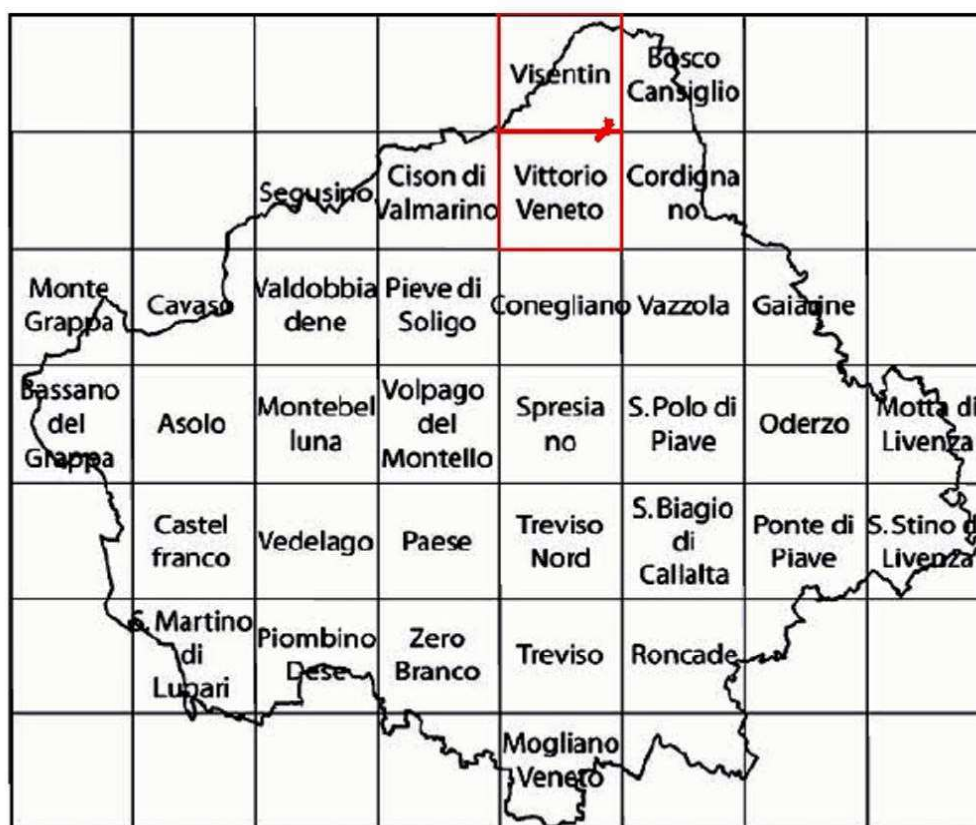 Visentin
Bosco
Cansiglio
Segusino
Cison di
Valmarino
Vittorio
Veneto
Cordigna
no
Monte
Grappa
Cavaso
Valdobbia
dene
Pieve di
Soligo
Conegliano
Vazzola
Gaiarine
Bassano
del
Grappa
Asolo
Montebel
luna
Volpago
del
Montello
Spresia
no
S. Polo di
Piave
Oderzo
Motta di
Livenza
Castel
franco
Vedelago
Paese
Treviso
Nord
S. Biagio
di
Callalta
Ponte di
Piave
S. Stino di
Livenza
S. Martino
di
Lupari
Piombino
Dese
Zero
Branco
Treviso
Roncade
Mogliano
Veneto